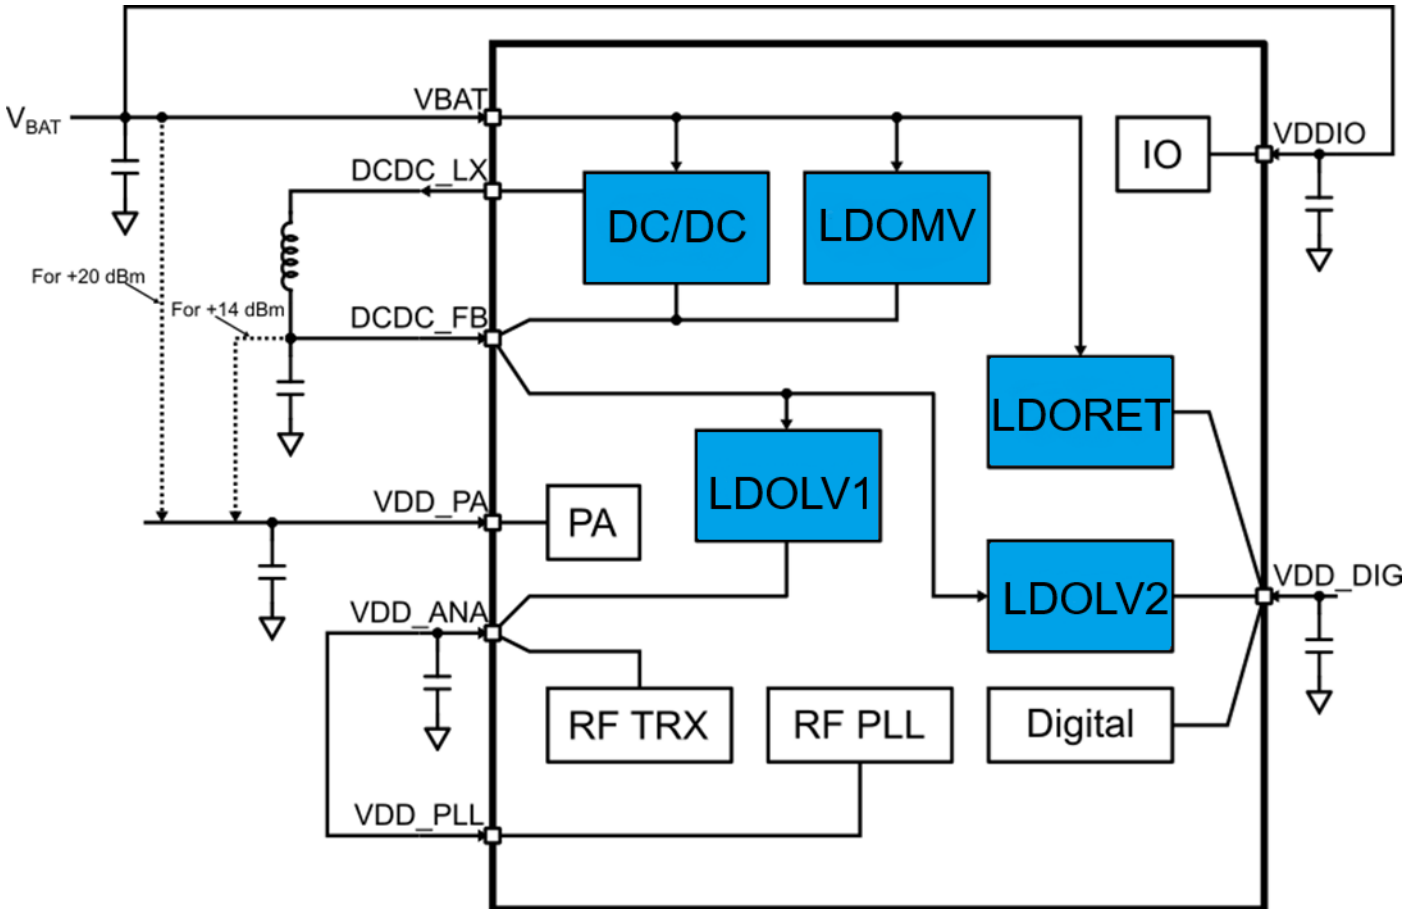 VBAT
VBAT
VDDIO
IO
DCDC_LX
DC/DC
LDOMV
For +20 dBm
For +14 dBm
DCDC_FB
LDORET
LDOLV1
VDD_PA
PA
VDD_DIG
LDOLV2
VDD_ANA
RF TRX
RF PLL
Digital
VDD_PLL